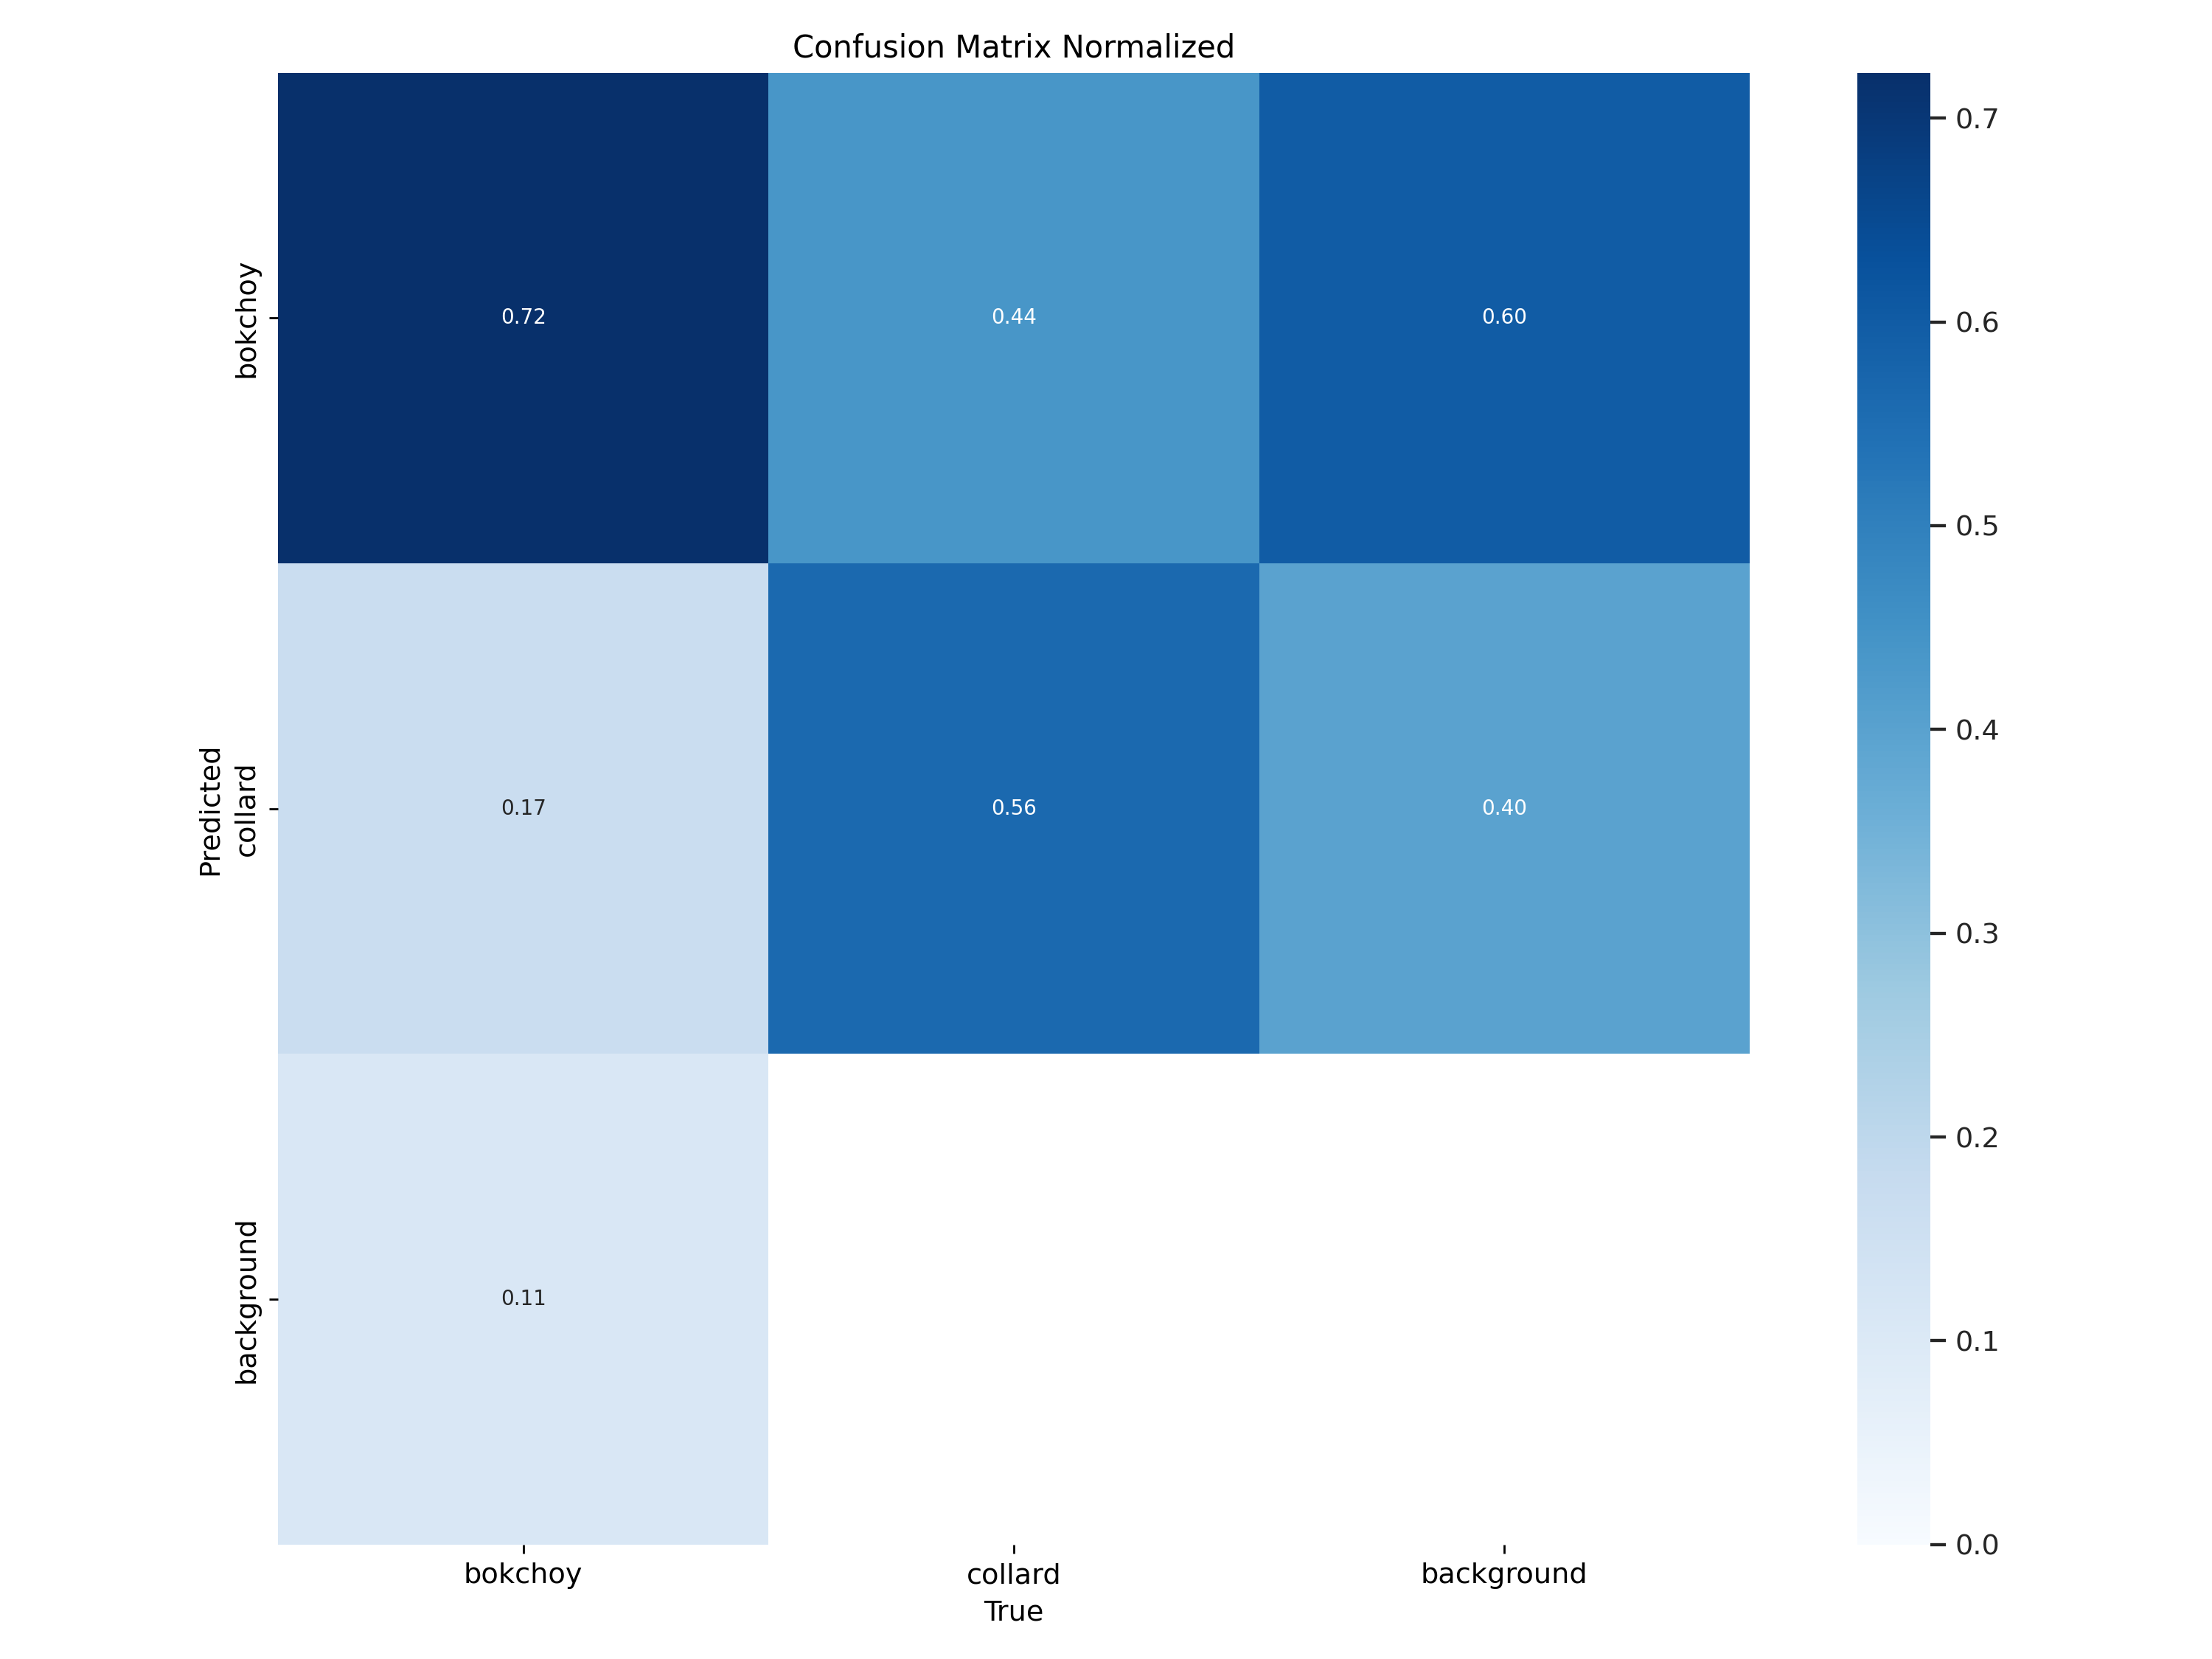 Confusion Matrix Normalized
bokchoy
0.72
0.44
0.60
Predicted
collard
0.17
0.56
0.40
background
0.11
bokchoy
collard
background
True
0.7
0.6
0.5
0.4
0.3
0.2
0.1
0.0